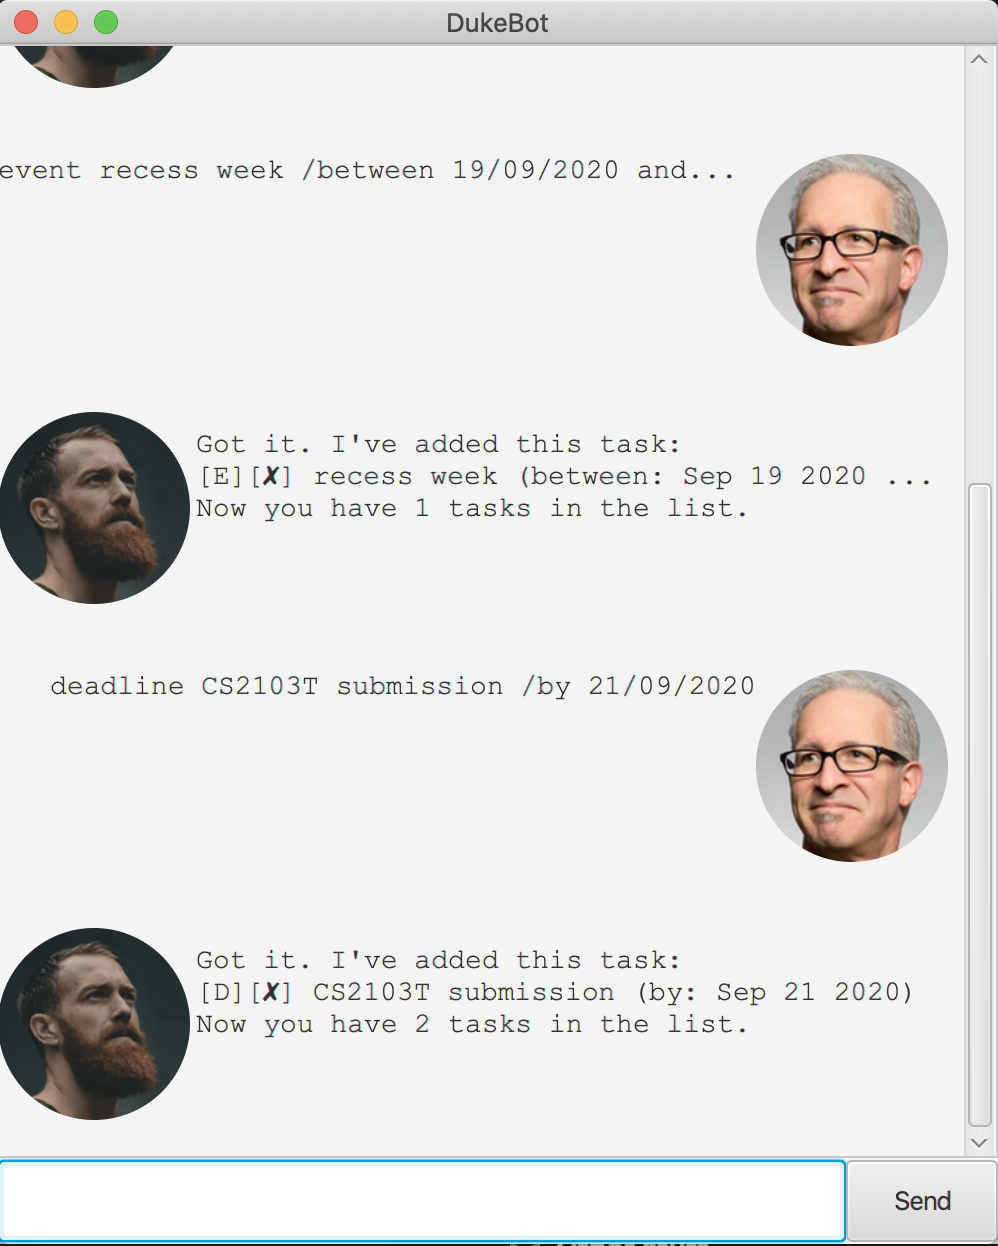 DukeBot
event recess week /between 19/09/2020 and...
Got it. I've added this task:
[E][✗] recess week (between: Sep 19 2020 ...
Now you have 1 tasks in the list.
deadline CS2103T submission /by 21/09/2020
Got it. I've added this task:
[D][✗] CS2103T submission (by: Sep 21 2020)
Now you have 2 tasks in the list.
Send